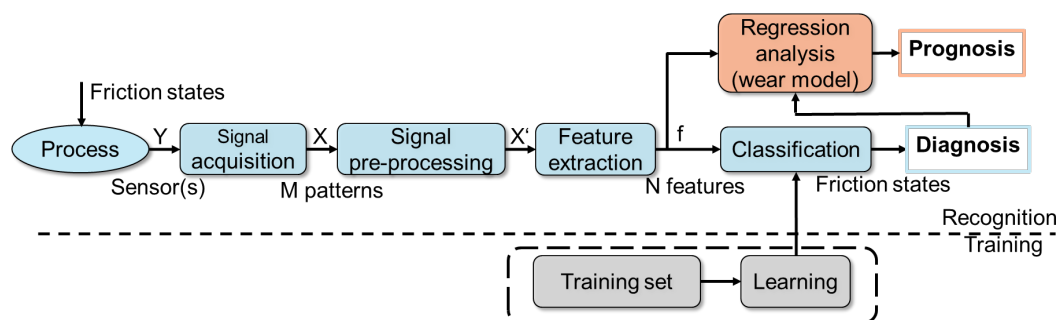 Regression
analysis
(wear model)
Prognosis
Friction states
Process
Y
Signal
acquisition
X
Signal
pre-processing
X‘
Feature
extraction
f
Classification
Diagnosis
Sensor(s)
M patterns
N features
Friction states
Recognition
Training
Training set
Learning